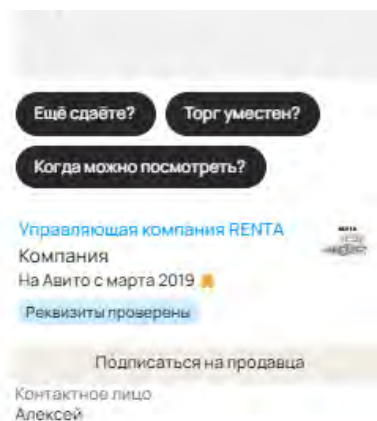 Ещё сдаёте?
Торг уместен?
Когда можно посмотреть?
Управляющая компания RENTA
Компания
На Авито с марта 2019
Реквизиты проверены
Подписаться на продавца
Контактное лицо
Алексей